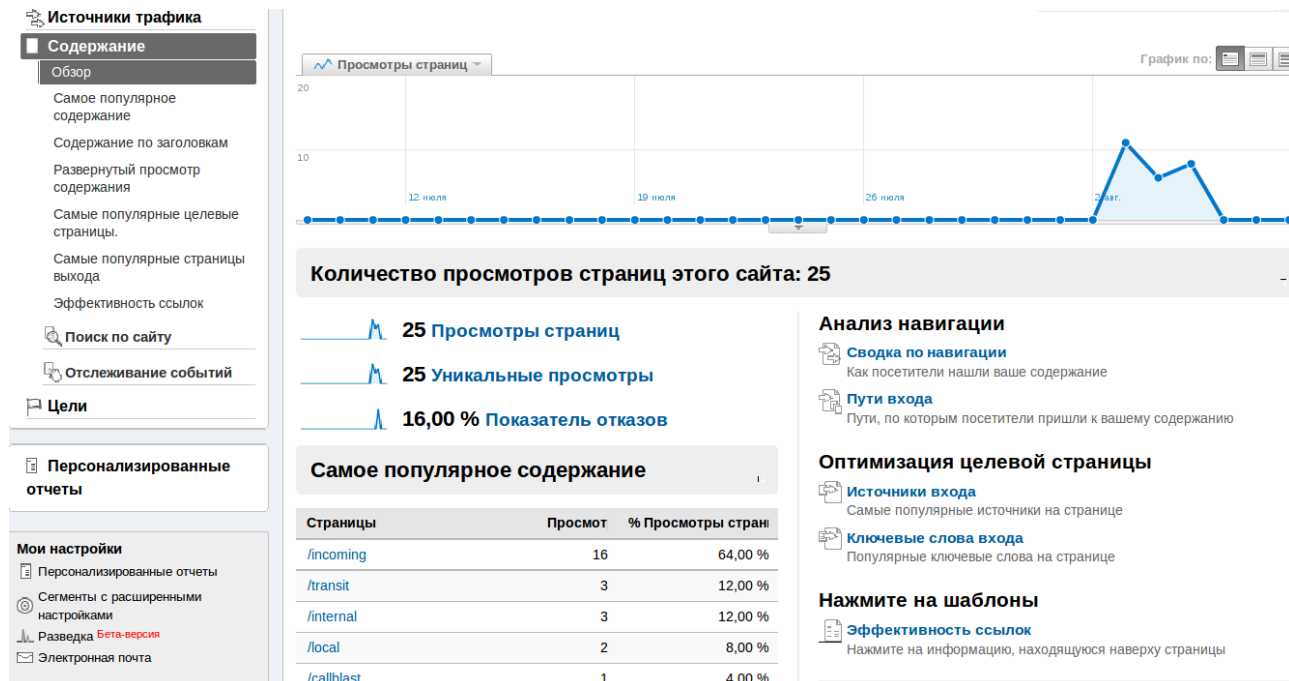 Источники трафика
Содержание
Обзор
Самое популярное
содержание
Содержание по заголовкам
Развернутый просмотр
содержания
Самые популярные целевые
страницы.
Самые популярные страницы
выхода
Эффективность ссылок
Поиск по сайту
Отслеживание событий
Цели
Персонализированные
отчеты
Мои настройки
Персонализированные отчеты
Сегменты с расширенными
настройками
Разведка Бета-версия
Электронная почта
Просмотры страниц
График по:
20
10
12 июля
19 июля
26 июля
2 авг.
Количество просмотров страниц этого сайта: 25
25 Просмотры страниц
25 Уникальные просмотры
16,00 % Показатель отказов
Самое популярное содержание
Страницы Просмот % Просмотры стран
/incoming 16 64,00 %
/transit 3 12,00 %
/internal 3 12,00 %
/local 2 8,00 %
/callblast 1 4,00 %
Анализ навигации
Сводка по навигации
Как посетители нашли ваше содержание
Пути входа
Пути, по которым посетители пришли к вашему содержанию
Оптимизация целевой страницы
Источники входа
Самые популярные источники на странице
Ключевые слова входа
Популярные ключевые слова на странице
Нажмите на шаблоны
Эффективность ссылок
Нажмите на информацию, находящуюся наверху страницы